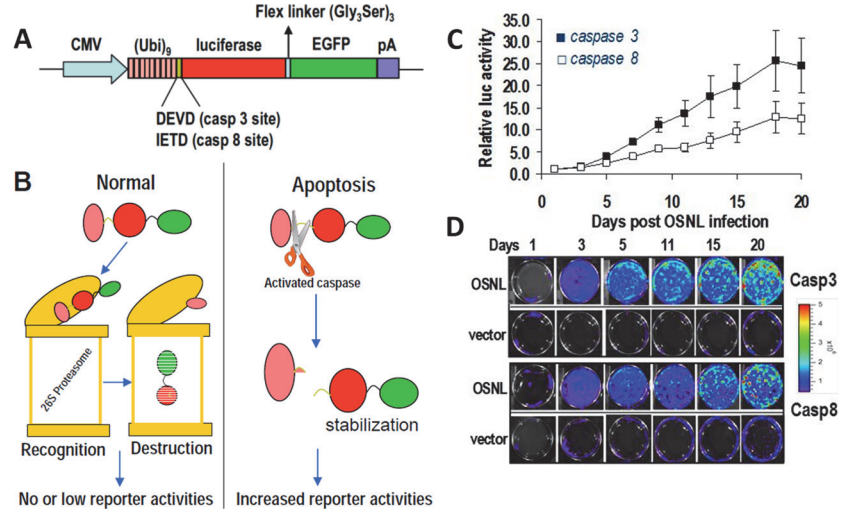 A
Flex linker (Gly3Ser)3
CMV
(Ubi)9
luciferase
EGFP
pA
DEVD (casp 3 site)
IETD (casp 8 site)
B
Normal
Apoptosis
Activated caspase
26S Proteasome
stabilization
Recognition
Destruction
No or low reporter activities
Increased reporter activities
C
Relative luc activity
35.0
30.0
25.0
20.0
15.0
10.0
5.0
0.0
caspase 3
caspase 8
0 5 10 15 20
Days post OSNL infection
D
Days 1 3 5 11 15 20
OSNL
Casp3
vector
OSNL
Casp8
vector
5
4
3
2
1